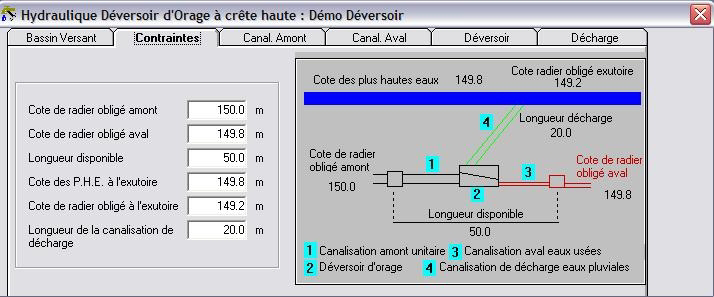 Hydraulique Déversoir d'Orage à crête haute : Démo Déversoir
Bassin Versant
Contraintes
Canal. Amont
Canal. Aval
Déversoir
Décharge
Cote de radier obligé amont 150.0 m
Cote de radier obligé aval 149.8 m
Longueur disponible 50.0 m
Cote des P.H.E. à l'exutoire 149.8 m
Cote de radier obligé à l'exutoire 149.2 m
Longueur de la canalisation de
décharge 20.0 m
Cote des plus hautes eaux 149.8
Cote radier obligé exutoire
149.2
4
Longueur décharge
20.0
Cote de radier
obligé amont
150.0
1
3
Cote de radier
obligé aval
149.8
2
Longueur disponible
50.0
1 Canalisation amont unitaire
3 Canalisation aval eaux usées
2 Déversoir d'orage
4 Canalisation de décharge eaux pluviales